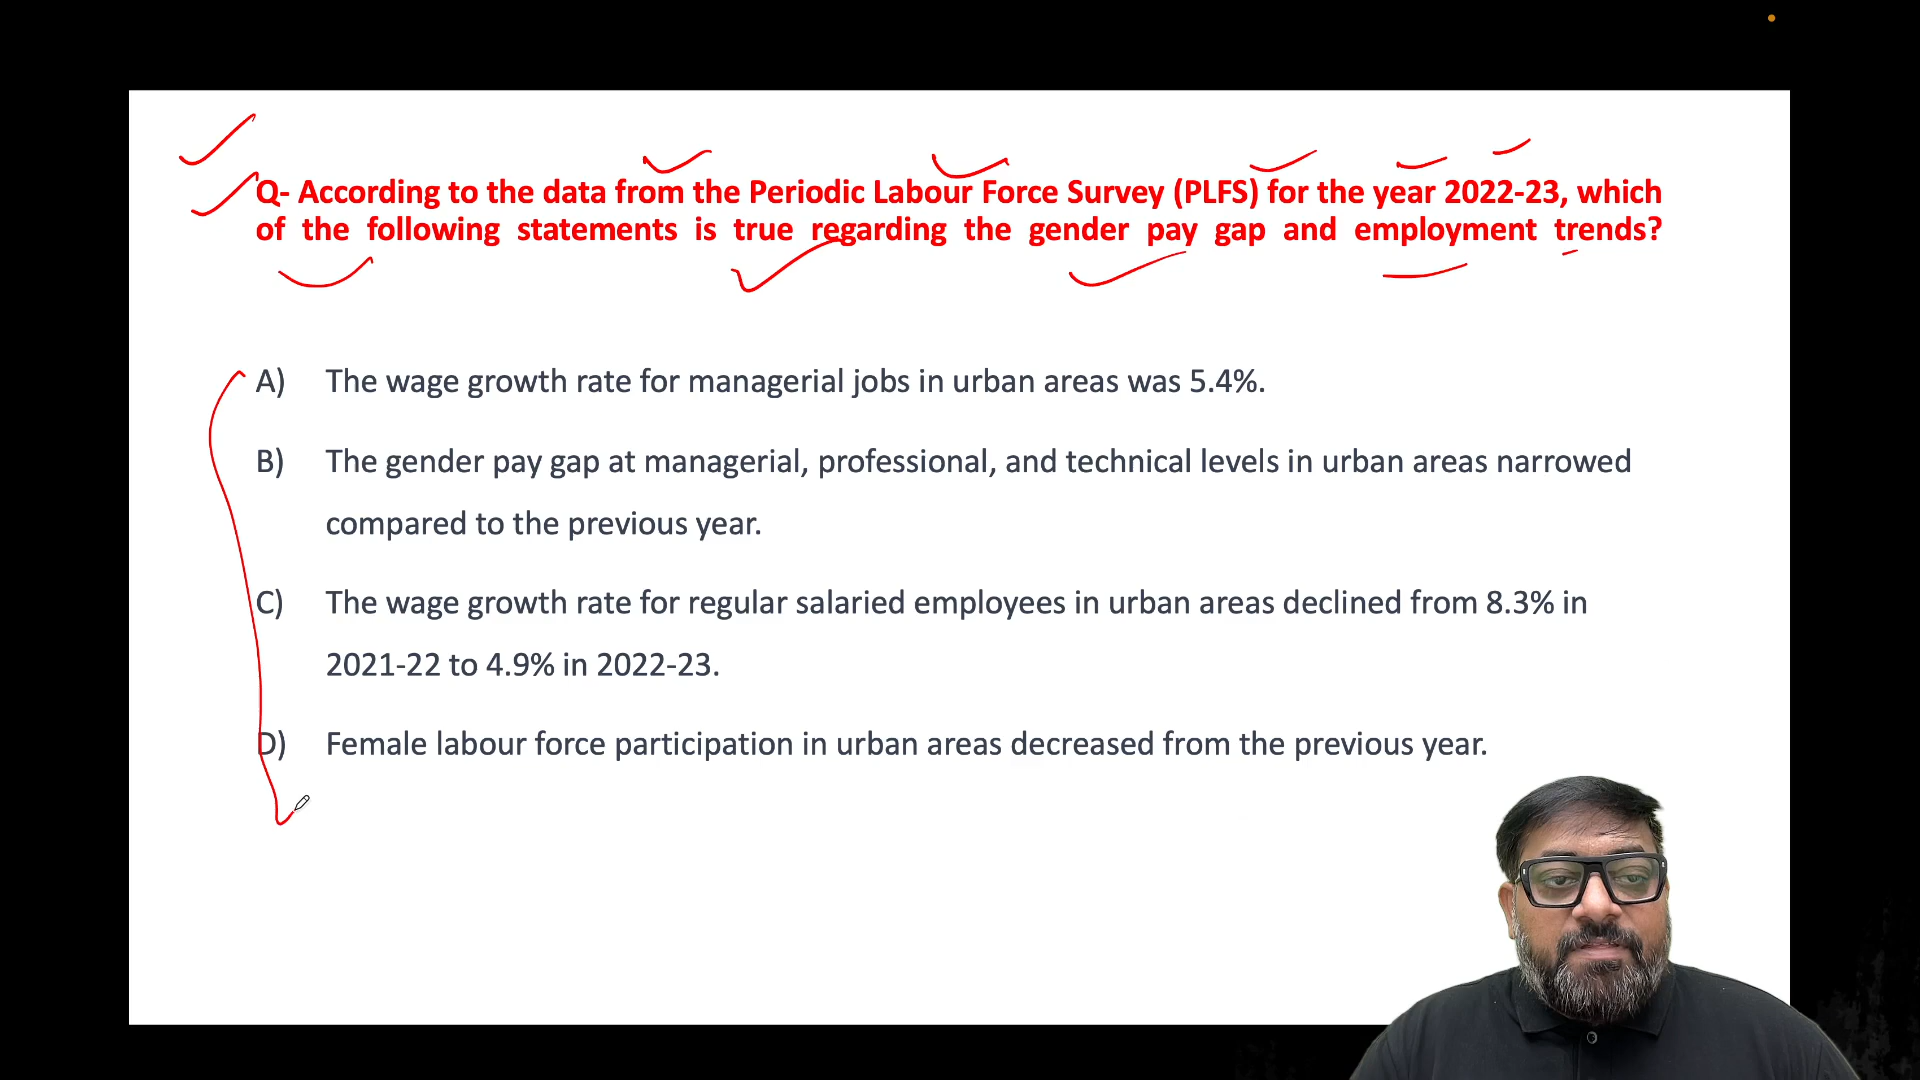 Q- According to the data from the Periodic Labour Force Survey (PLFS) for the year 2022-23, which
of the following statements is true regarding the gender pay gap and employment trends?
A) The wage growth rate for managerial jobs in urban areas was 5.4%.
B) The gender pay gap at managerial, professional, and technical levels in urban areas narrowed
compared to the previous year.
C) The wage growth rate for regular salaried employees in urban areas declined from 8.3% in
2021-22 to 4.9% in 2022-23.
D) Female labour force participation in urban areas decreased from the previous year.